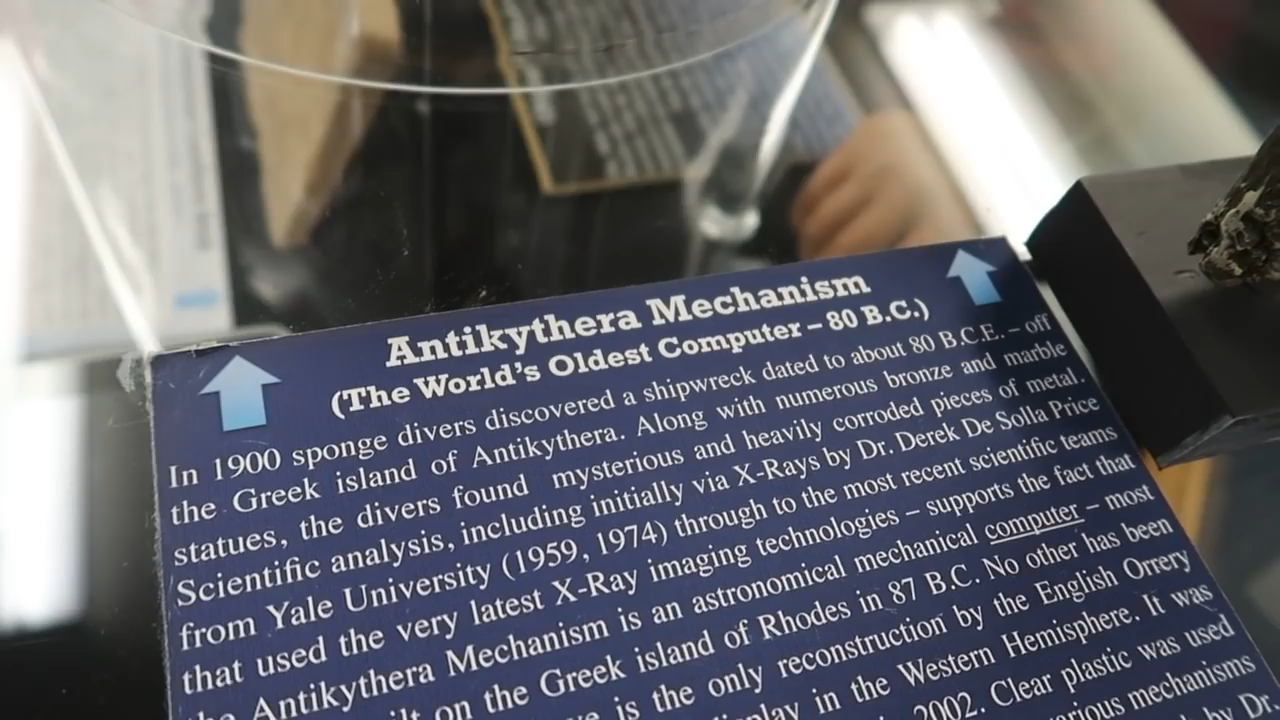 Antikythera Mechanism
(The World's Oldest Computer – 80 B.C.)
In 1900 sponge divers discovered a shipwreck dated to about 80 B.C.E. – off
the Greek island of Antikythera. Along with numerous bronze and marble
statues, the divers found mysterious and heavily corroded pieces of metal.
Scientific analysis, including initially via X-Rays by Dr. Derek De Solla Price
from Yale University (1959, 1974) through to the most recent scientific teams
that used the very latest X-Ray imaging technologies – supports the fact that
the Antikythera Mechanism is an astronomical mechanical computer – most
on the Greek island of Rhodes in 87 B.C. No other has been
is the only reconstruction by the English Orrery
in the Western Hemisphere. It was
2002. Clear plastic was used
mechanisms
by Dr.